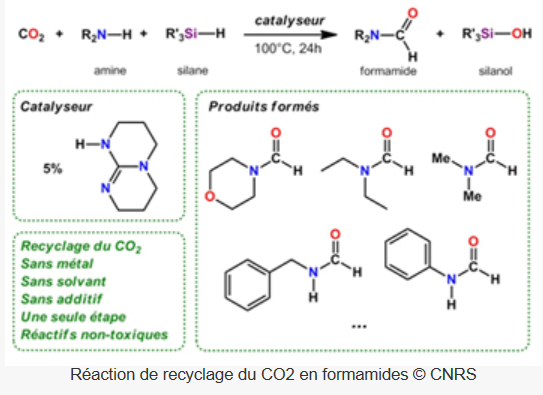 CO2 + R2N—H + R'3Si—H catalyseur R2N—C O H + R'3Si—OH
100°C, 24h
amine silane formamide silanol
Catalyseur
H—N N N
5%
Produits formés
O N C O H
N C O H
Me N Me C O H
N H C O H
N H C O H
...
Recyclage du CO2
Sans métal
Sans solvant
Sans additif
Une seule étape
Réactifs non-toxiques
Réaction de recyclage du CO2 en formamides © CNRS